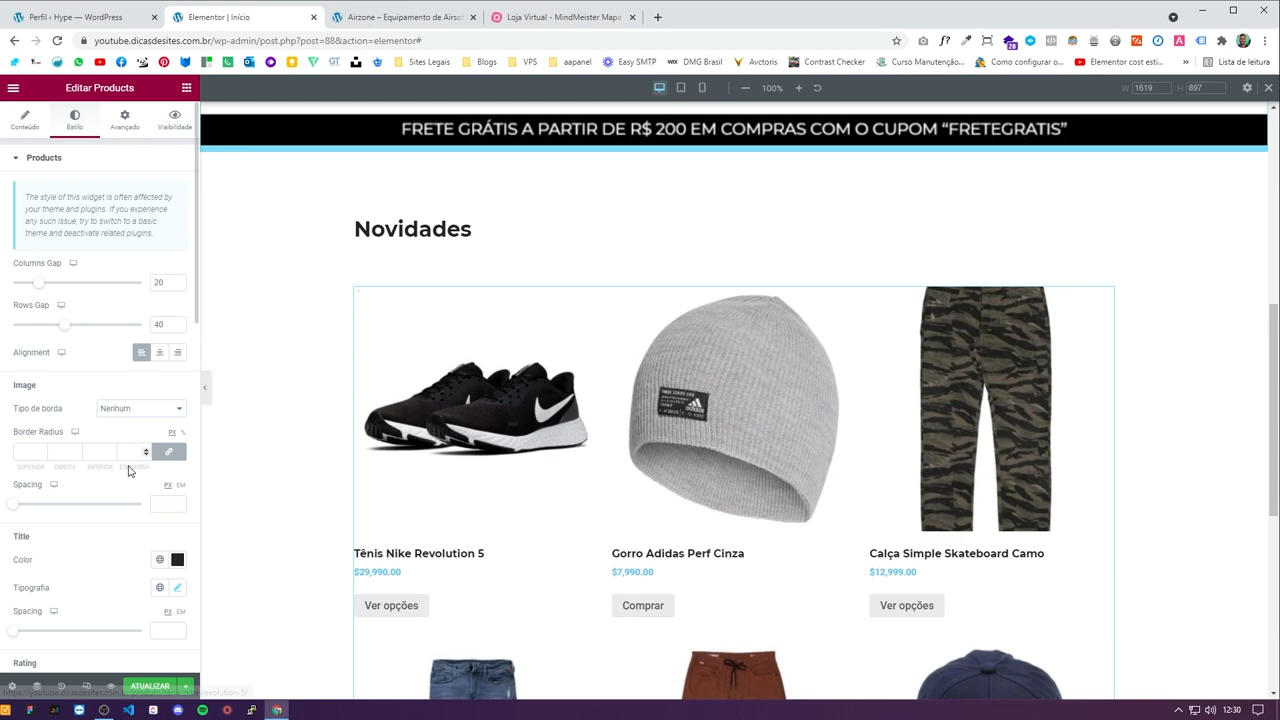 Perfil ‹ Hype — WordPress
Elementor | Início
Airzone – Equipamento de Airsoft
Loja Virtual - MindMeister Mapa
youtube.dicasdesites.com.br/wp-admin/post.php?post=88&action=elementor#
28
Sites Legais
Blogs
VPS
aapanel
Easy SMTP
DMG Brasil
Avctoris
Contrast Checker
Curso Manutenção...
Como configurar o...
Elementor cost esti...
Lista de leitura
Editar Products
Conteúdo
Estilo
Avançado
Visibilidade
Products
The style of this widget is often affected by
your theme and plugins. If you experience
any such issue, try to switch to a basic
theme and deactivate related plugins.
Columns Gap
20
Rows Gap
40
Alignment
Image
Tipo de borda
Nenhum
Border Radius
PX %
SUPERIOR DIREITA INFERIOR ESQUERDA
Spacing
PX EM
Title
Color
Tipografia
Spacing
PX EM
Rating
ATUALIZAR
100%
W 1619 H 897
FRETE GRÁTIS A PARTIR DE R$ 200 EM COMPRAS COM O CUPOM “FRETEGRATIS”
Novidades
Tênis Nike Revolution 5
$29,990.00
Ver opções
Gorro Adidas Perf Cinza
$7,990.00
Comprar
Calça Simple Skateboard Camo
$12,999.00
Ver opções
12:30